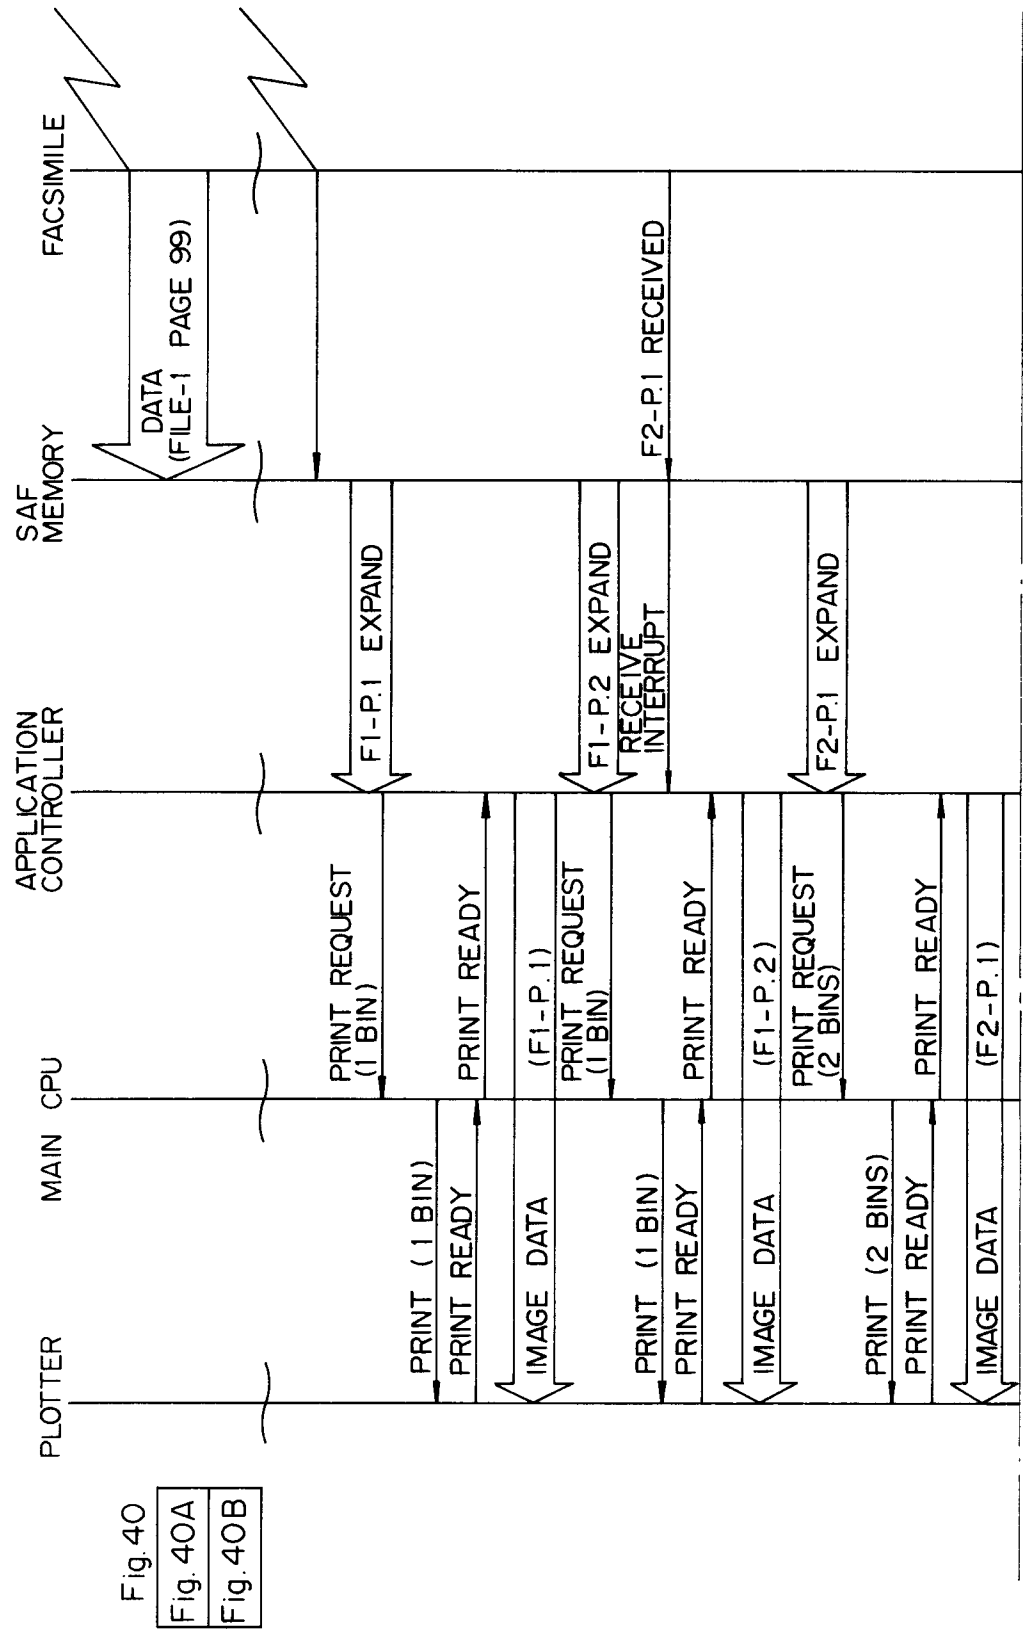 Fig. 40
Fig. 40A
Fig. 40B
PLOTTER
MAIN CPU
APPLICATION
CONTROLLER
SAF
MEMORY
FACSIMILE
DATA
(FILE-1 PAGE 99)
F1-P.1 EXPAND
PRINT REQUEST
(1 BIN)
PRINT (1 BIN)
PRINT READY
PRINT READY
IMAGE DATA
(F1-P.1)
F1-P.2 EXPAND
PRINT REQUEST
(1 BIN)
RECEIVE
INTERRUPT
F2-P.1 RECEIVED
PRINT (1 BIN)
PRINT READY
PRINT READY
IMAGE DATA
(F1-P.2)
F2-P.1 EXPAND
PRINT REQUEST
(2 BINS)
PRINT (2 BINS)
PRINT READY
PRINT READY
IMAGE DATA
(F2-P.1)